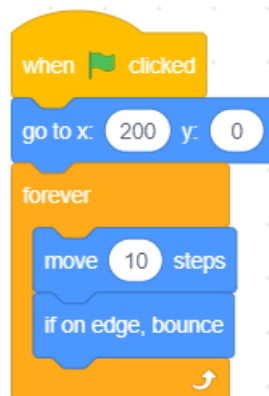 when clicked
go to x: 200 y: 0
forever
move 10 steps
if on edge, bounce